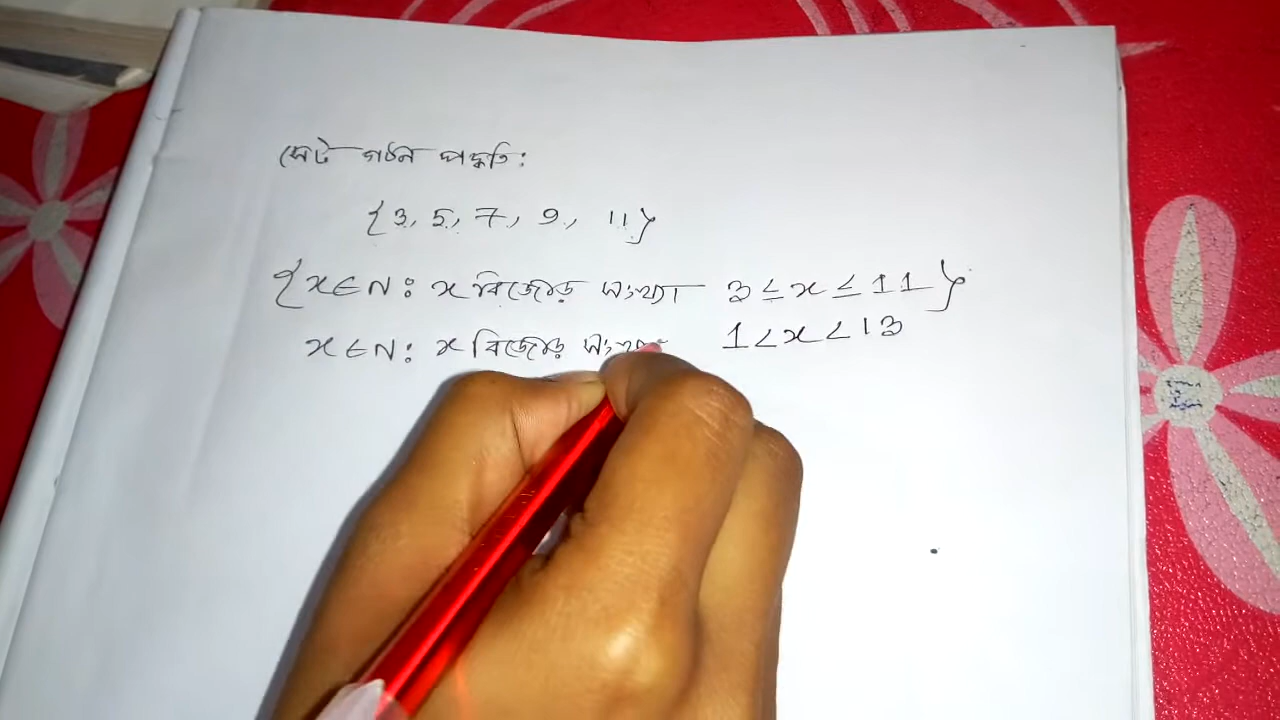 সেট গঠন পদ্ধতি:
{3, 5, 7, 9, 11}
{x∈N: x বিজোড় সংখ্যা 3≤x≤11}
x∈N: x বিজোড় সংখ্যা 1<x<13